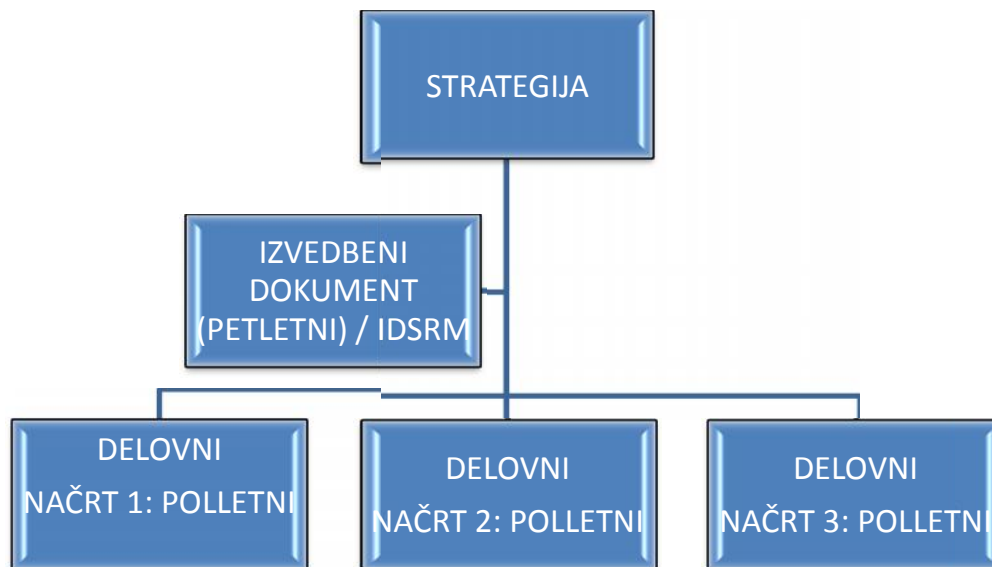 STRATEGIJA
IZVEDBENI
DOKUMENT
(PETLETNI) / IDSRM
DELOVNI
NAČRT 1: POLLETNI
DELOVNI
NAČRT 2: POLLETNI
DELOVNI
NAČRT 3: POLLETNI